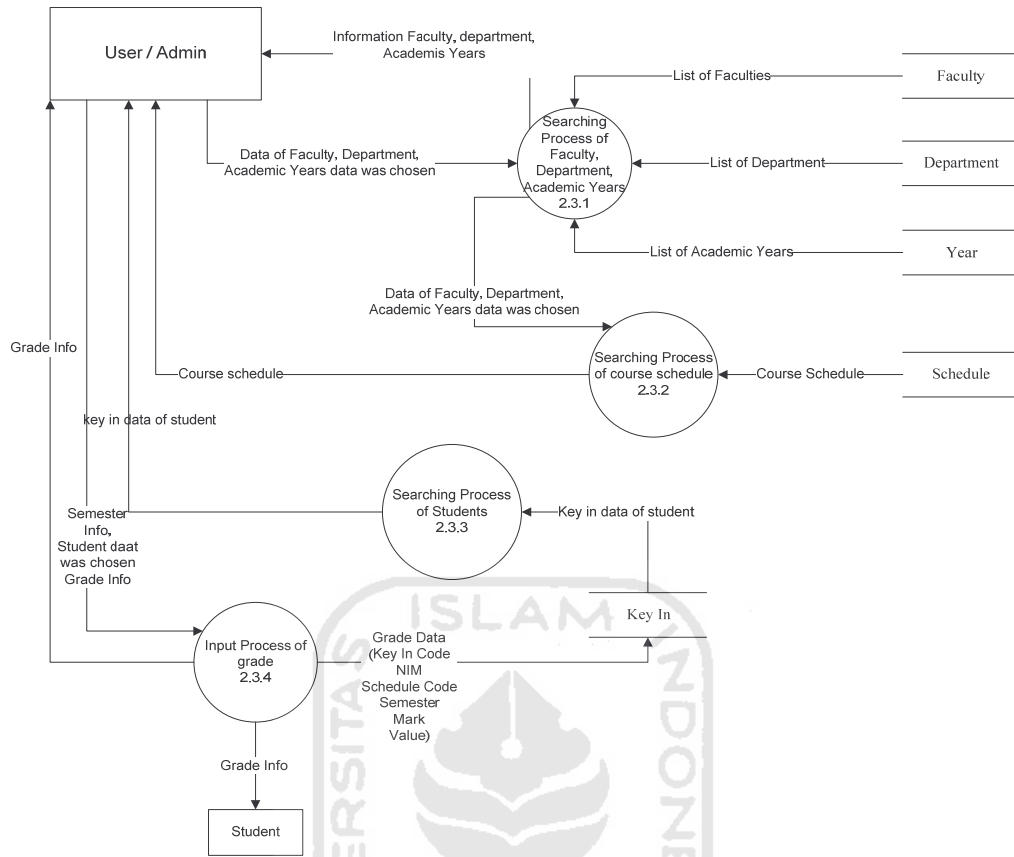 User / Admin
Information Faculty, department,
Academis Years
List of Faculties
Faculty
Searching
Process of
Faculty,
Department,
Academic Years
2.3.1
Data of Faculty, Department,
Academic Years data was chosen
List of Department
Department
List of Academic Years
Year
Data of Faculty, Department,
Academic Years data was chosen
Grade Info
Searching Process
of course schedule
2.3.2
Course schedule
Course Schedule
Schedule
key in data of student
Searching Process
of Students
2.3.3
Key in data of student
Semester
Info,
Student daat
was chosen
Grade Info
Key In
Input Process of
grade
2.3.4
Grade Data
(Key In Code
NIM
Schedule Code
Semester
Mark
Value)
Grade Info
Student
ISLAM